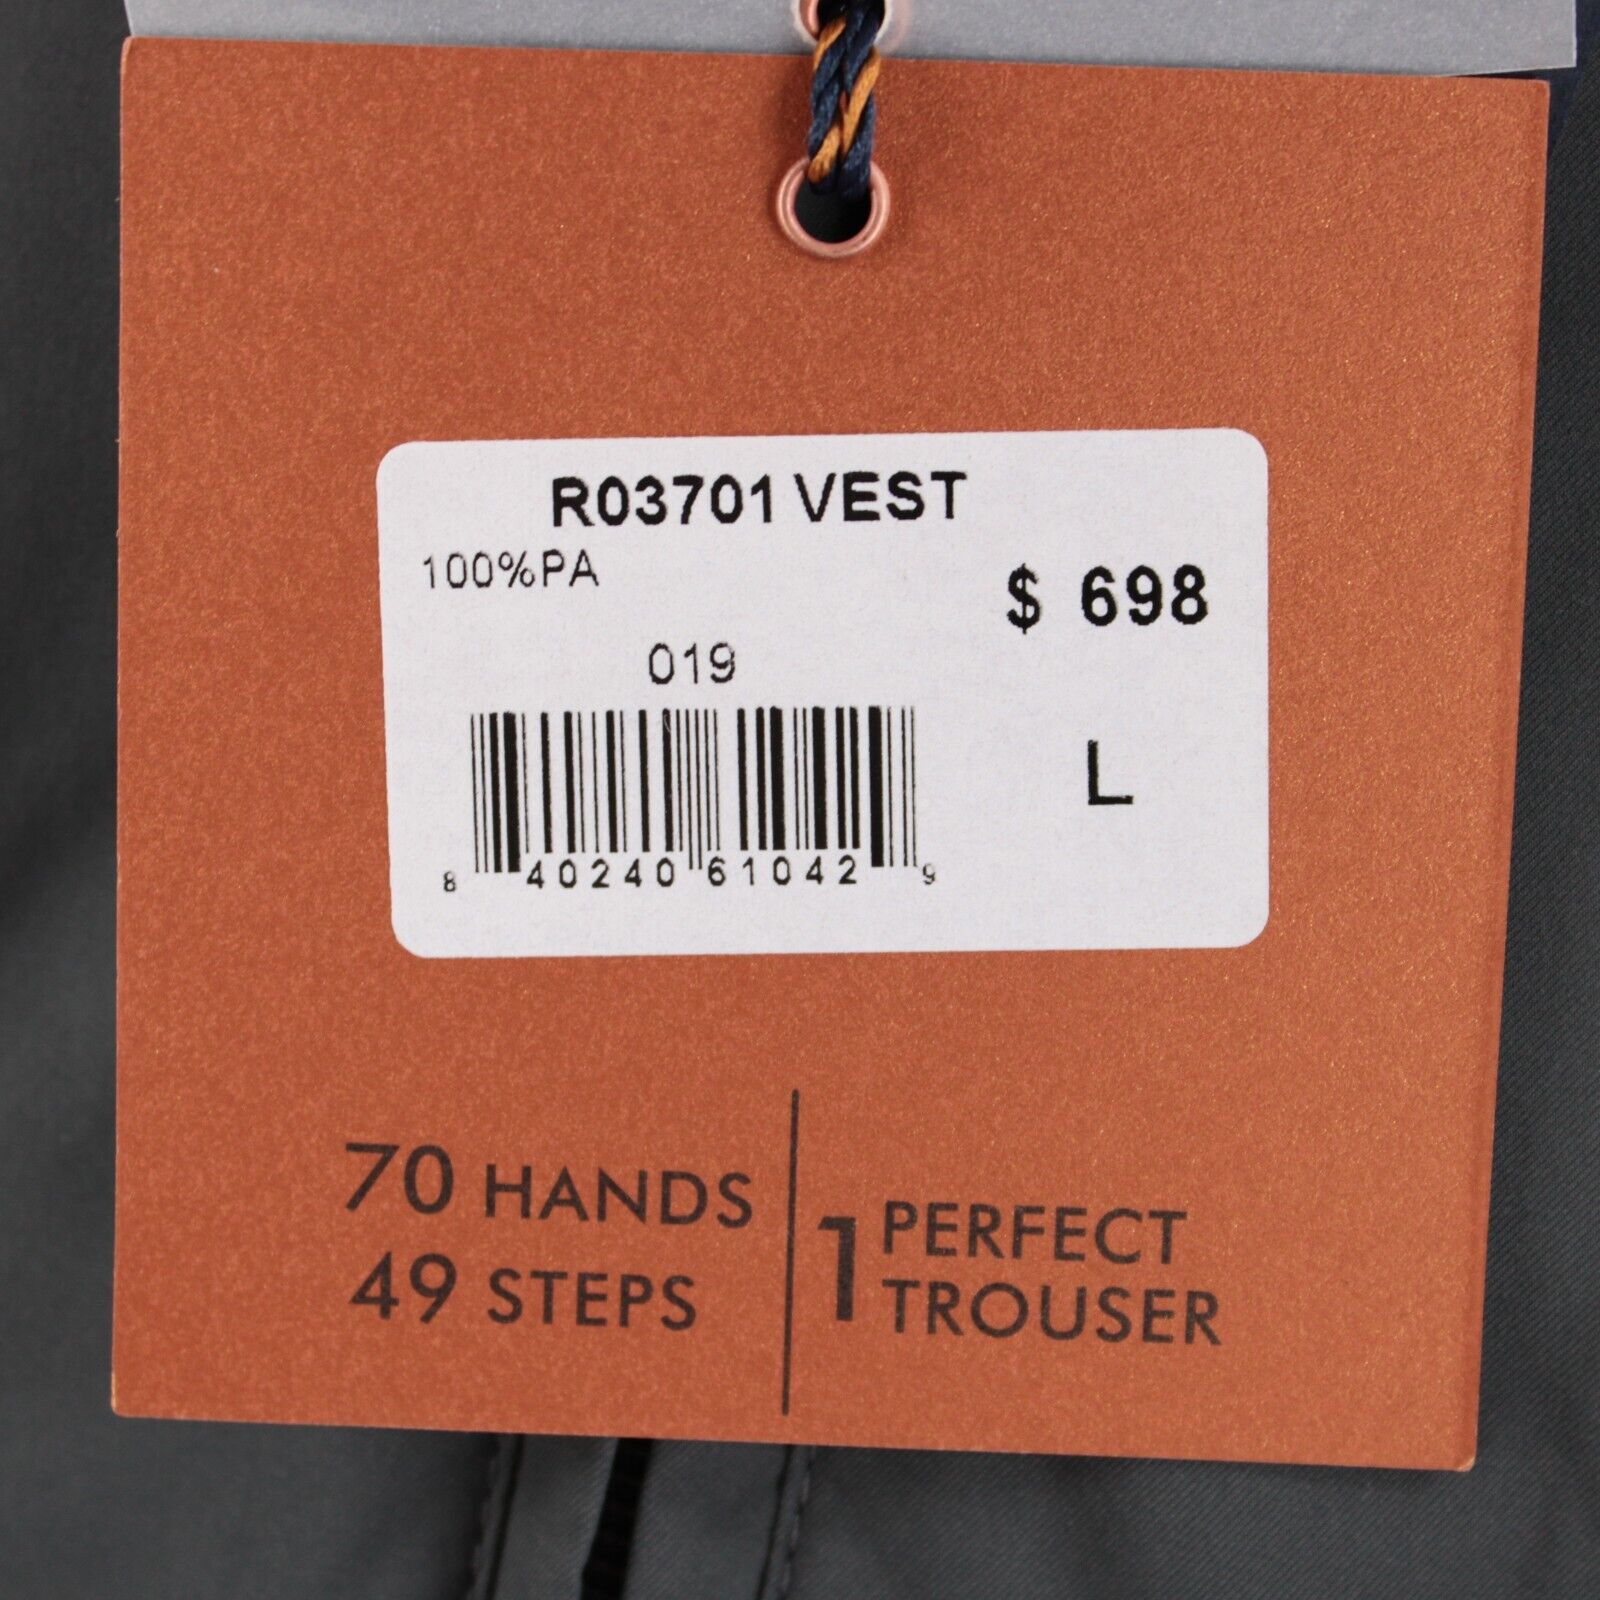 R03701 VEST
100%PA
$ 698
019
L
8 40240 61042 9
70 HANDS
49 STEPS
1 PERFECT
TROUSER